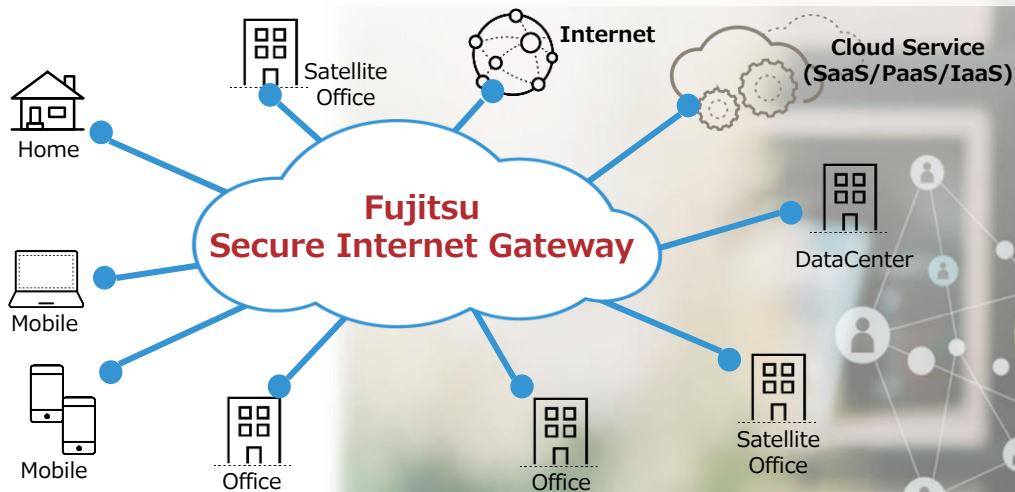 Internet
Cloud Service
(SaaS/PaaS/IaaS)
Satellite
Office
Home
Fujitsu
Secure Internet Gateway
DataCenter
Mobile
Mobile
Office
Office
Satellite
Office